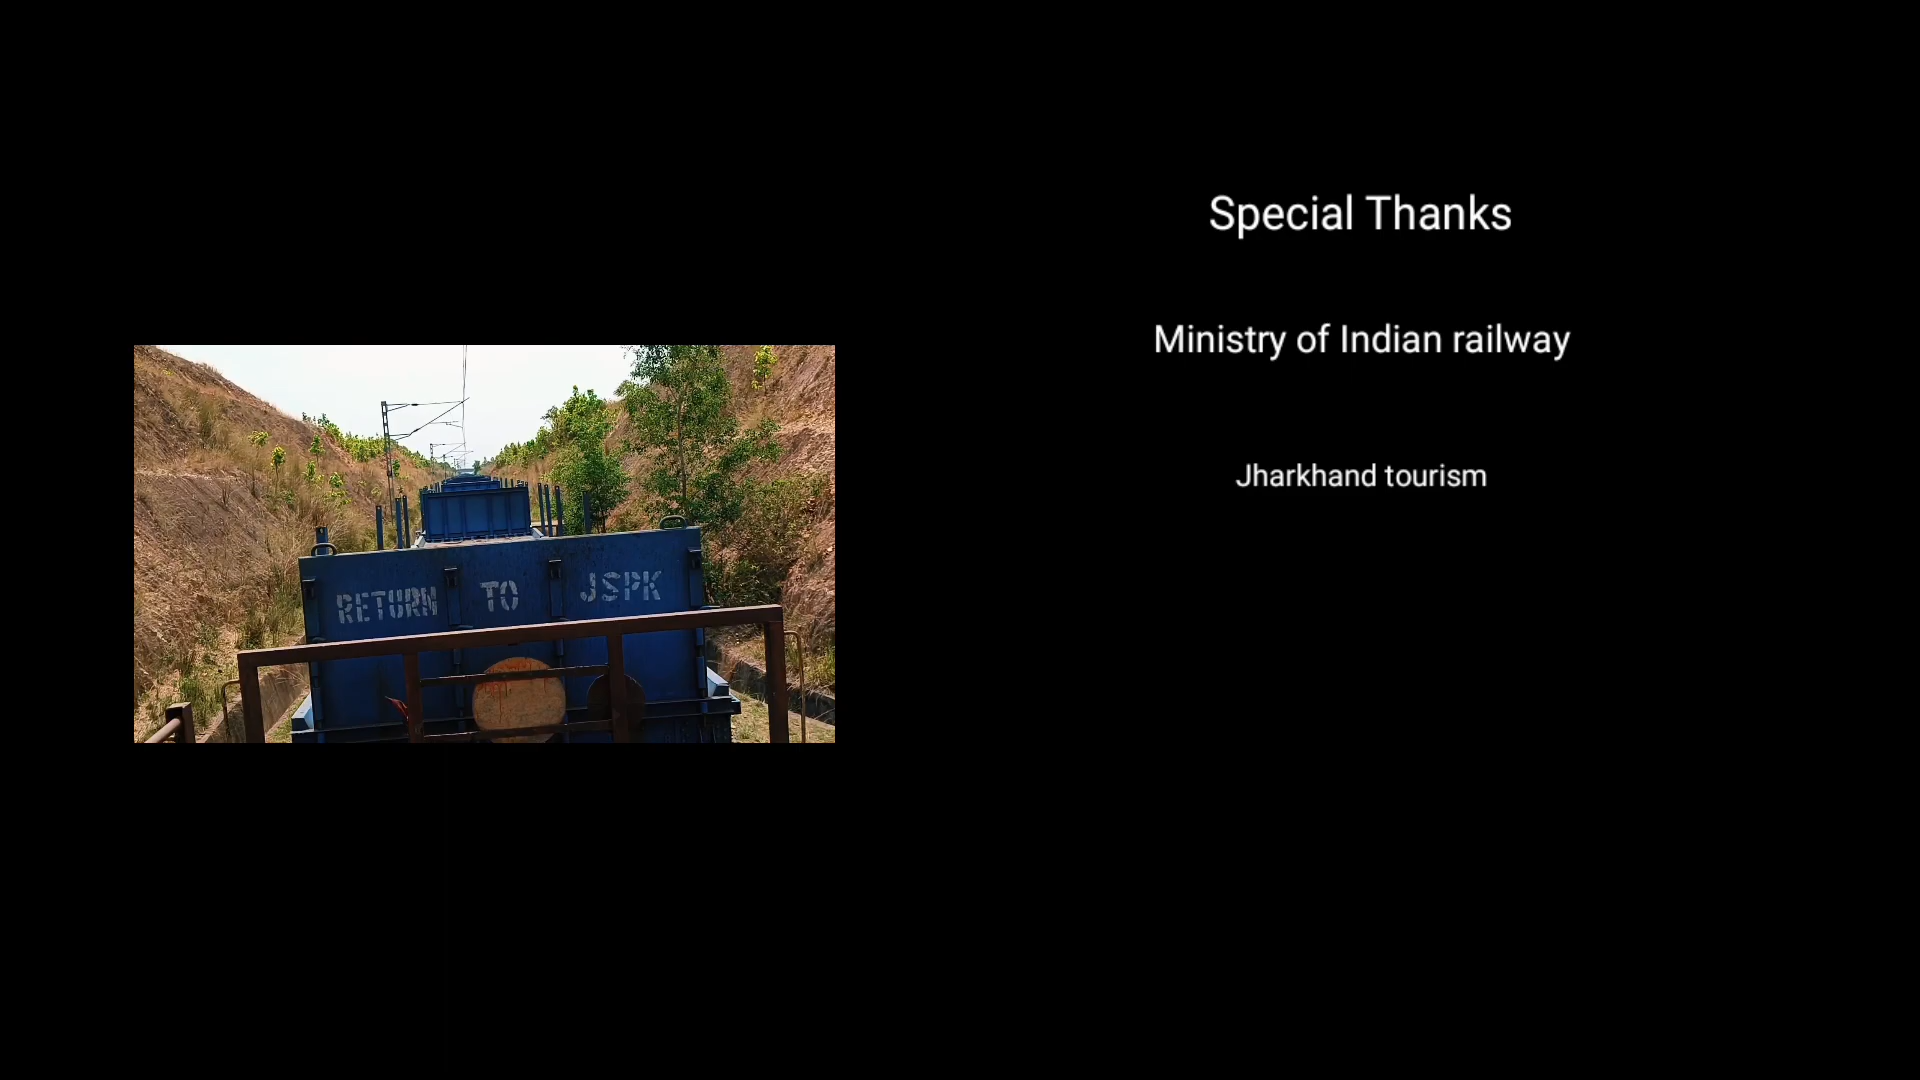 Special Thanks
Ministry of Indian railway
Jharkhand tourism
RETURN TO JSPK